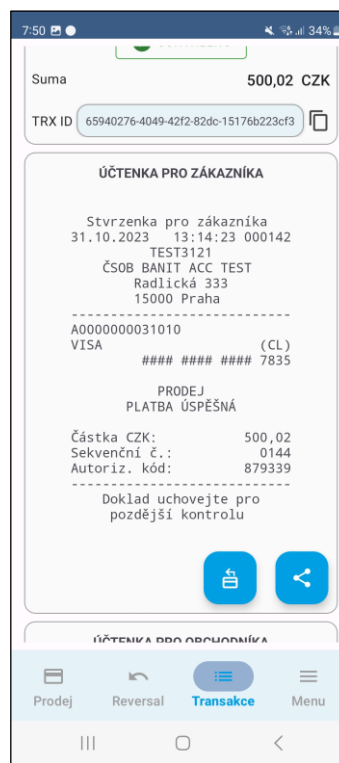 7:50 34%
Suma 500,02 CZK
TRX ID 65940276-4049-42f2-82dc-15176b223cf3
ÚČTENKA PRO ZÁKAZNÍKA
Stvrzenka pro zákazníka
31.10.2023 13:14:23 000142
TEST3121
ČSOB BANIT ACC TEST
Radlická 333
15000 Praha
-----------------------------
A0000000031010
VISA (CL)
#### #### #### 7835
PRODEJ
PLATBA ÚSPĚŠNÁ
Částka CZK: 500,02
Sekvenční č.: 0144
Autoriz. kód: 879339
-----------------------------
Doklad uchovejte pro
pozdější kontrolu
ÚČTENKA PRO OBCHODNÍKA
Prodej Reversal Transakce Menu